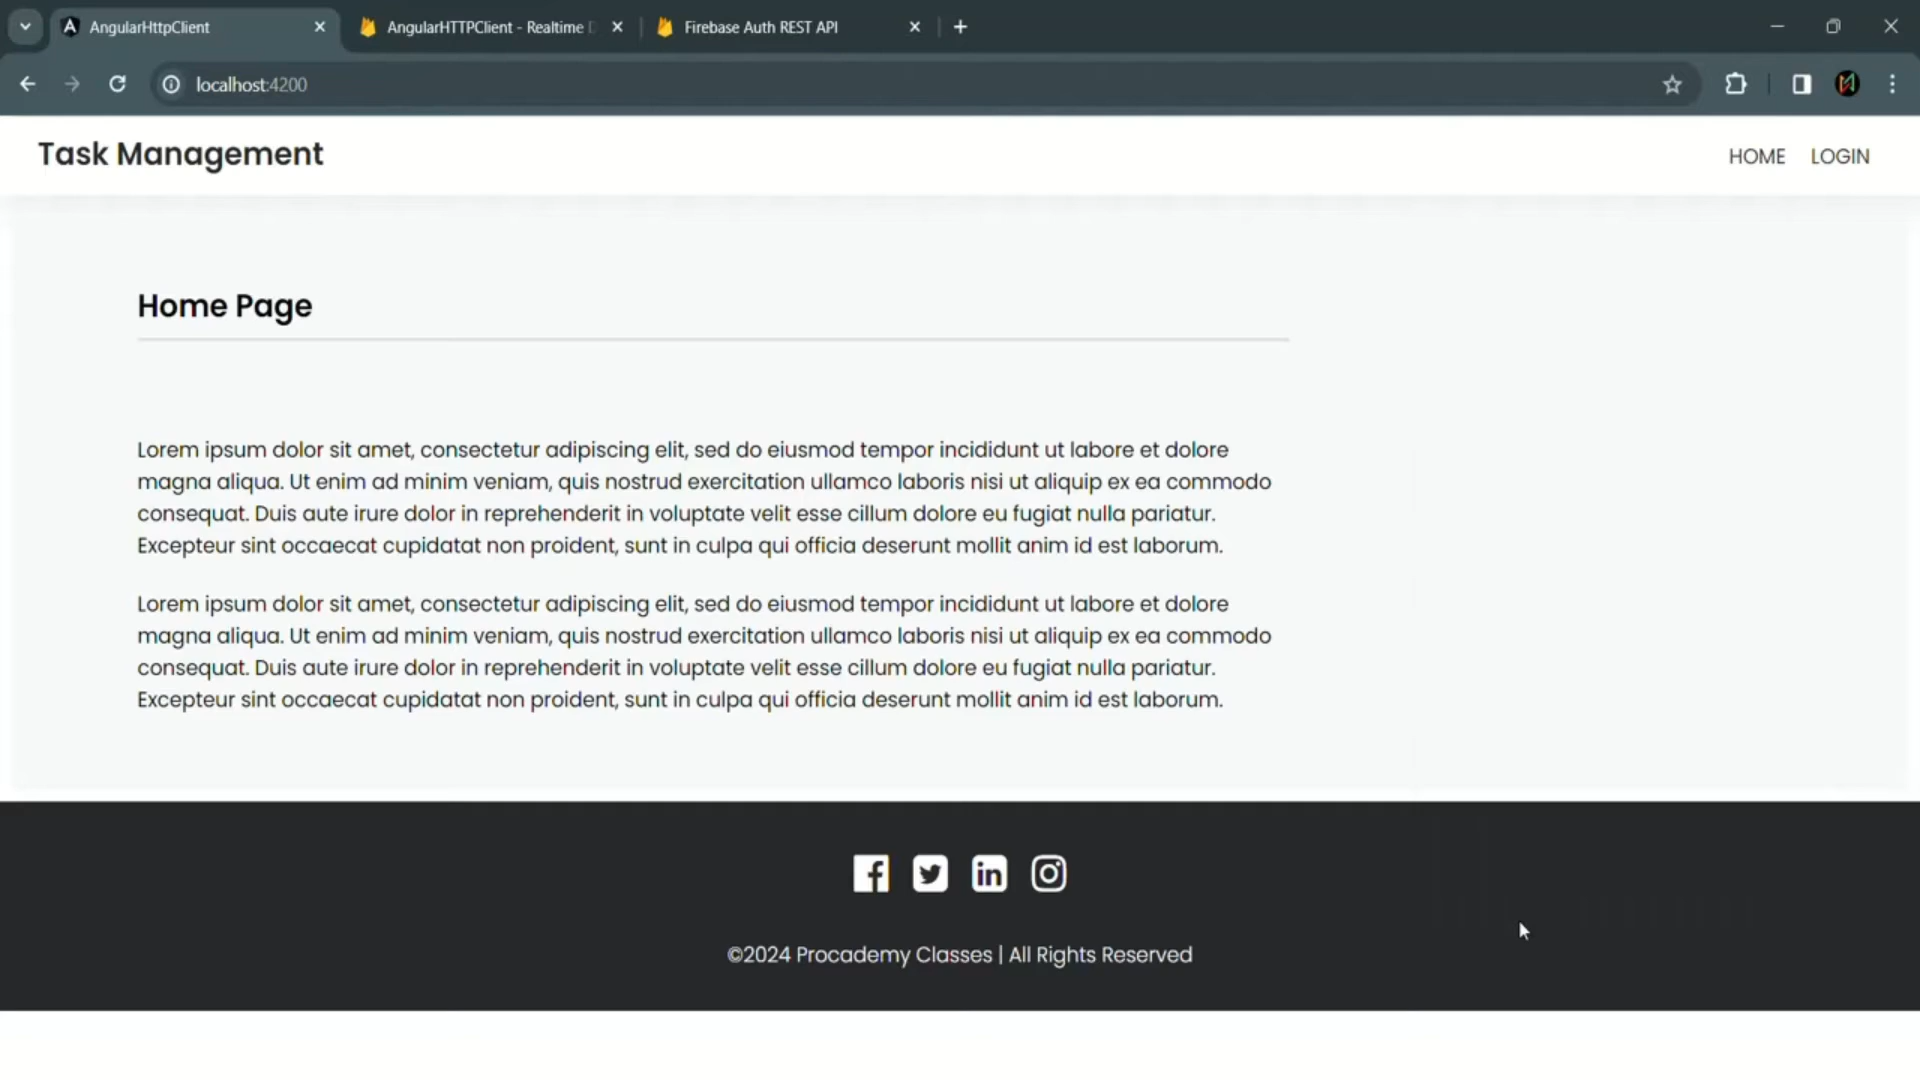 AngularHttpClient
AngularHTTPClient - Realtime
Firebase Auth REST API
localhost:4200
Task Management
HOME
LOGIN
Home Page
Lorem ipsum dolor sit amet, consectetur adipiscing elit, sed do eiusmod tempor incididunt ut labore et dolore
magna aliqua. Ut enim ad minim veniam, quis nostrud exercitation ullamco laboris nisi ut aliquip ex ea commodo
consequat. Duis aute irure dolor in reprehenderit in voluptate velit esse cillum dolore eu fugiat nulla pariatur.
Excepteur sint occaecat cupidatat non proident, sunt in culpa qui officia deserunt mollit anim id est laborum.
Lorem ipsum dolor sit amet, consectetur adipiscing elit, sed do eiusmod tempor incididunt ut labore et dolore
magna aliqua. Ut enim ad minim veniam, quis nostrud exercitation ullamco laboris nisi ut aliquip ex ea commodo
consequat. Duis aute irure dolor in reprehenderit in voluptate velit esse cillum dolore eu fugiat nulla pariatur.
Excepteur sint occaecat cupidatat non proident, sunt in culpa qui officia deserunt mollit anim id est laborum.
©2024 Procademy Classes | All Rights Reserved